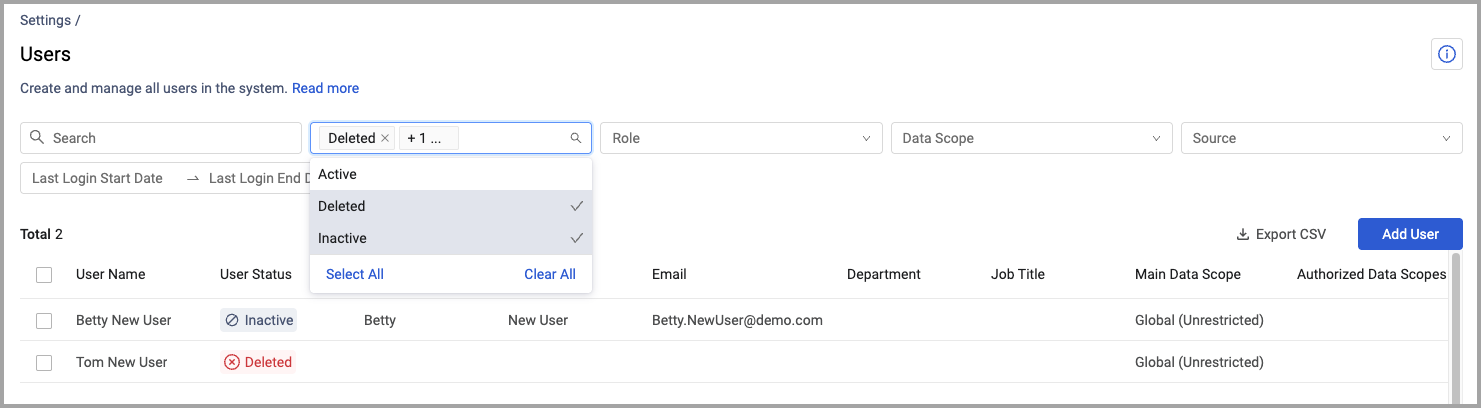 Settings /
Users
Create and manage all users in the system. Read more
Search
Deleted + 1 ...
Role
Data Scope
Source
Last Login Start Date → Last Login End D
Active
Deleted
Inactive
Select All Clear All
Total 2
Export CSV
Add User
User Name User Status Email Department Job Title Main Data Scope Authorized Data Scopes
Betty New User Inactive Betty New User Betty.NewUser@demo.com Global (Unrestricted)
Tom New User Deleted Global (Unrestricted)